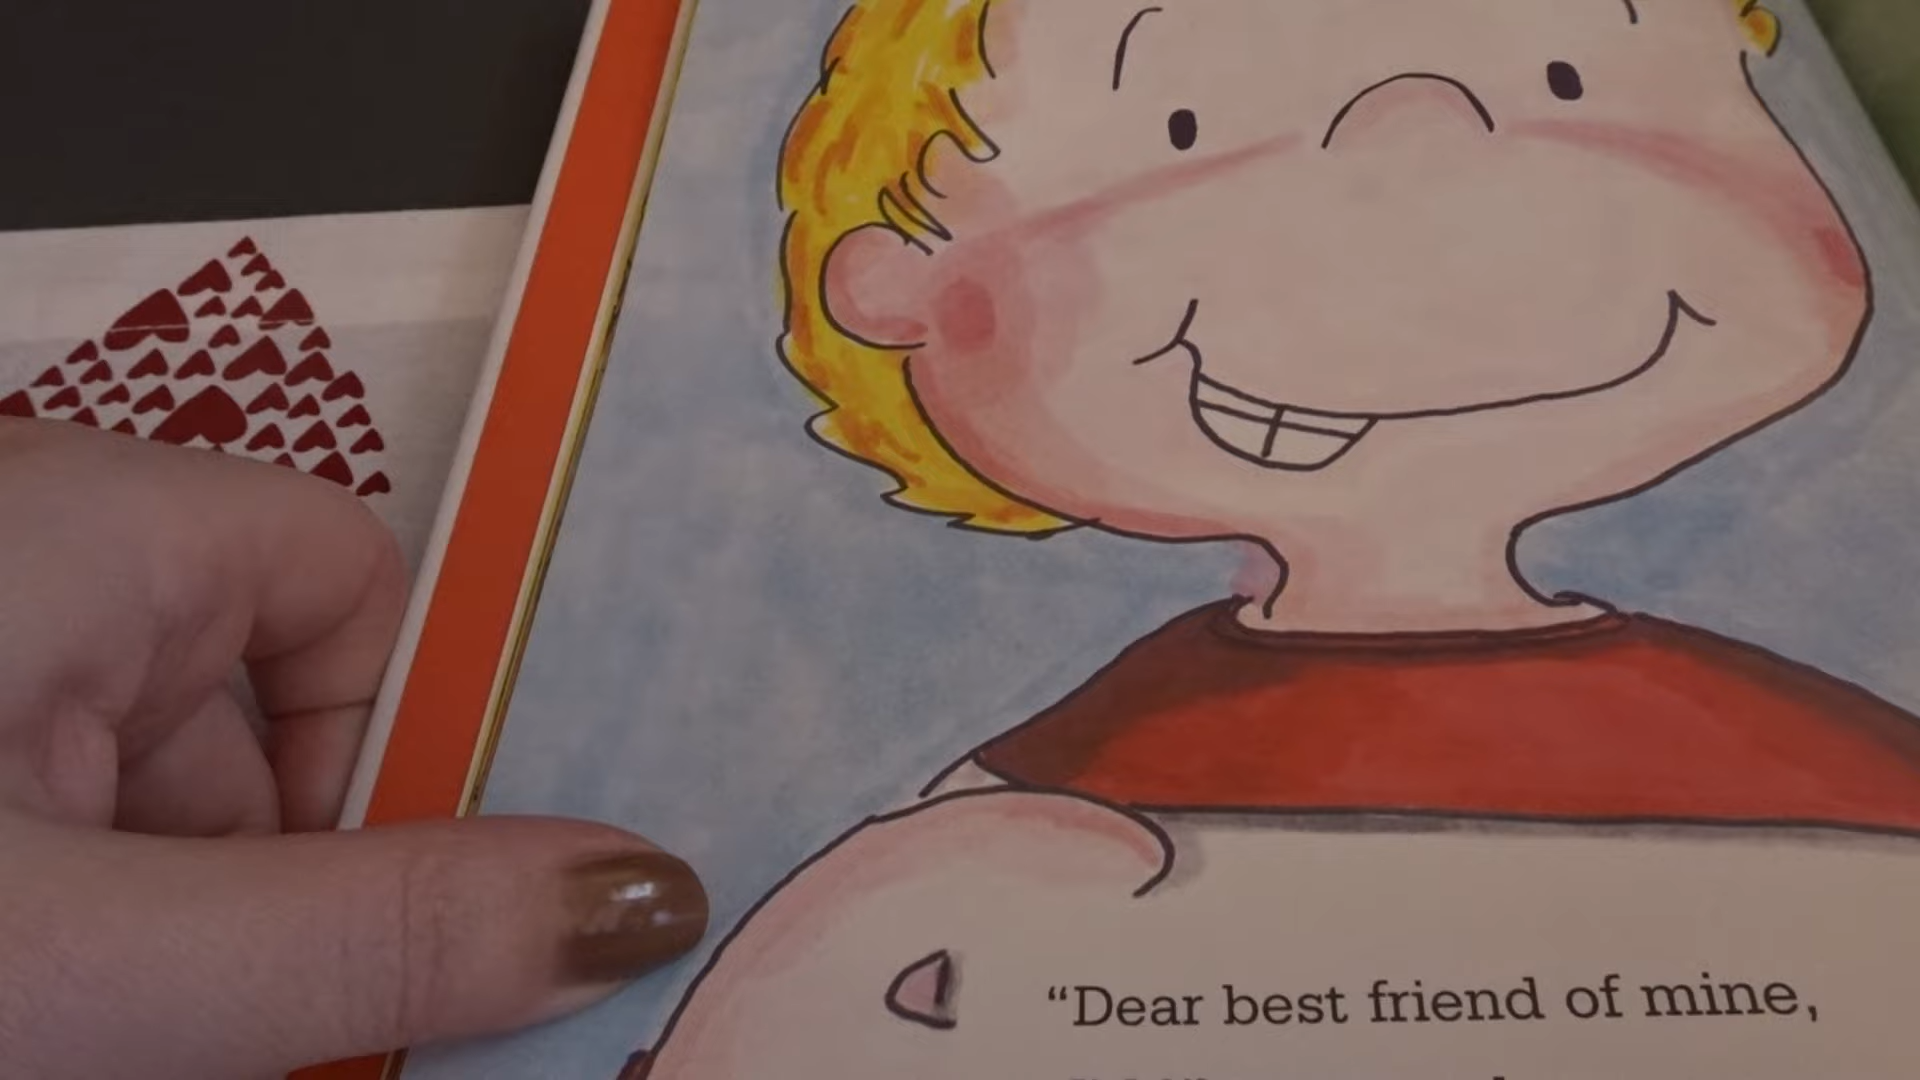 “Dear best friend of mine,